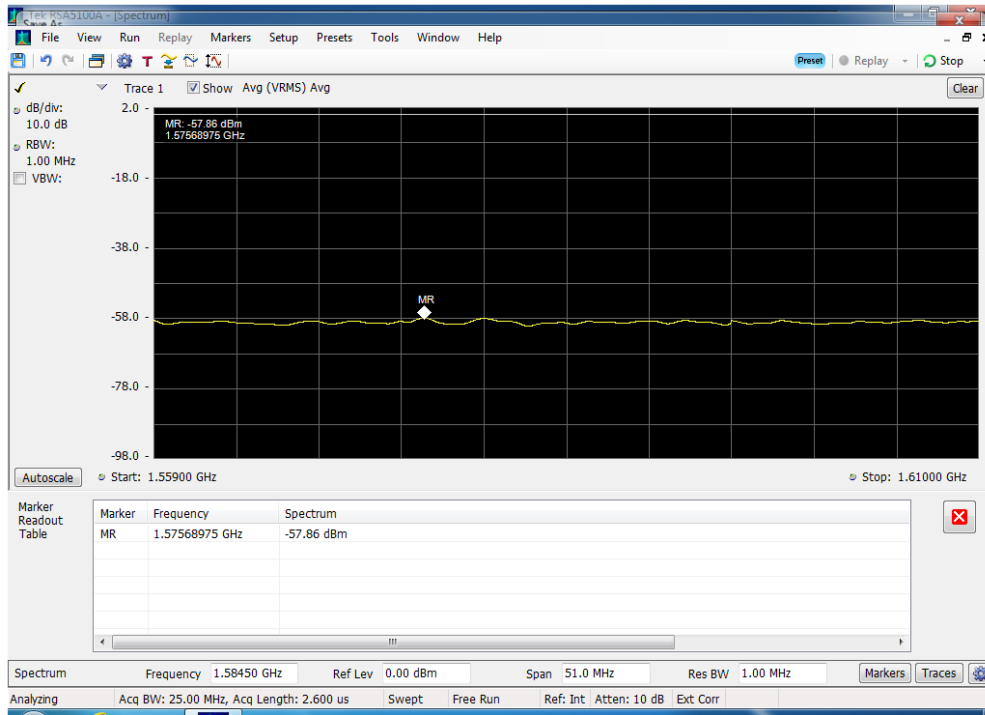 Tek RSA5100A - [Spectrum]
Save As
File View Run Replay Markers Setup Presets Tools Window Help
T Preset Replay Stop
Trace 1 Show Avg (VRMS) Avg Clear
dB/div:
10.0 dB
RBW:
1.00 MHz
VBW:
2.0 -
MR: -57.86 dBm
1.57568975 GHz
-18.0 -
-38.0 -
MR
-58.0 -
-78.0 -
-98.0 -
Autoscale Start: 1.55900 GHz Stop: 1.61000 GHz
Marker
Readout
Table
Marker Frequency Spectrum
MR 1.57568975 GHz -57.86 dBm
Spectrum Frequency 1.58450 GHz Ref Lev 0.00 dBm Span 51.0 MHz Res BW 1.00 MHz Markers Traces
Analyzing Acq BW: 25.00 MHz, Acq Length: 2.600 us Swept Free Run Ref: Int Atten: 10 dB Ext Corr